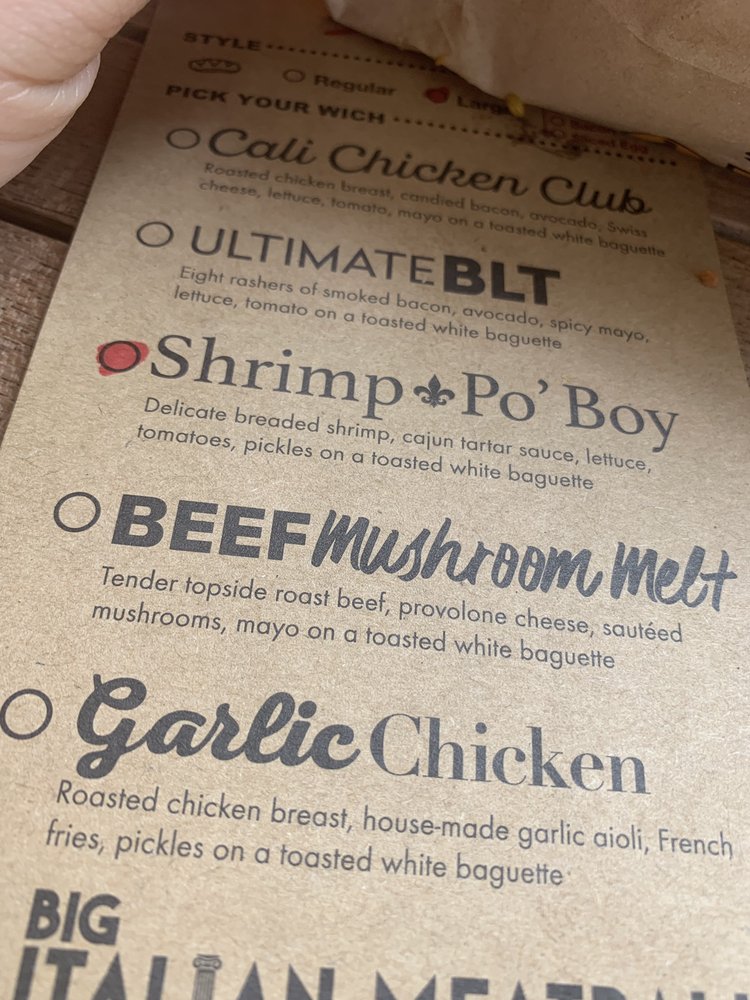 STYLE
Regular
Large
PICK YOUR WICH
Cali Chicken Club
Roasted chicken breast, candied bacon, avocado, Swiss
cheese, lettuce, tomato, mayo on a toasted white baguette
ULTIMATE BLT
Eight rashers of smoked bacon, avocado, spicy mayo,
lettuce, tomato on a toasted white baguette
Shrimp Po' Boy
Delicate breaded shrimp, cajun tartar sauce, lettuce,
tomatoes, pickles on a toasted white baguette
BEEF Mushroom Melt
Tender topside roast beef, provolone cheese, sautéed
mushrooms, mayo on a toasted white baguette
Garlic Chicken
Roasted chicken breast, house-made garlic aioli, French
fries, pickles on a toasted white baguette
BIG
ITALIAN